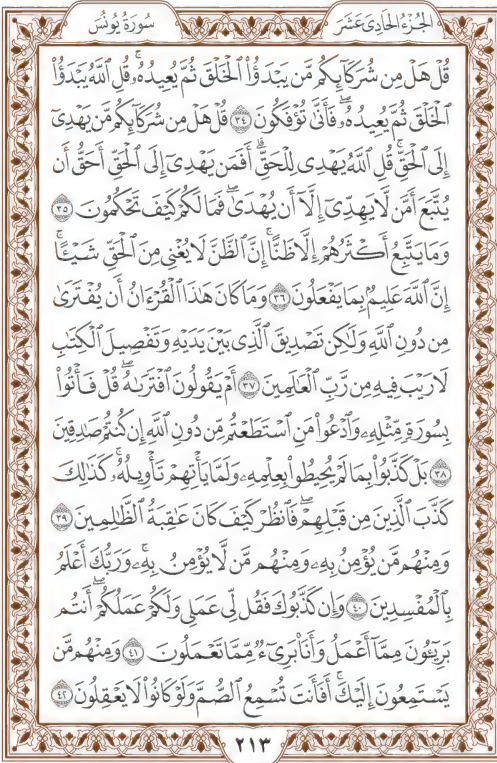 الجُزْءُ الحَادِيَ عَشَرَ
سُورَةُ يُونُسَ
قُلْ هَلْ مِن شُرَكَآئِكُم مَّن يَبْدَؤُا۟ ٱلْخَلْقَ ثُمَّ يُعِيدُهُۥ ۚ قُلِ ٱللَّهُ يَبْدَؤُا۟
ٱلْخَلْقَ ثُمَّ يُعِيدُهُۥ ۖ فَأَنَّىٰ تُؤْفَكُونَ ٣٤ قُلْ هَلْ مِن شُرَكَآئِكُم مَّن يَهْدِىٓ
إِلَى ٱلْحَقِّ ۚ قُلِ ٱللَّهُ يَهْدِى لِلْحَقِّ ۗ أَفَمَن يَهْدِىٓ إِلَى ٱلْحَقِّ أَحَقُّ أَن
يُتَّبَعَ أَمَّن لَّا يَهِدِّىٓ إِلَّآ أَن يُهْدَىٰ ۖ فَمَا لَكُمْ كَيْفَ تَحْكُمُونَ ٣٥
وَمَا يَتَّبِعُ أَكْثَرُهُمْ إِلَّا ظَنًّا ۚ إِنَّ ٱلظَّنَّ لَا يُغْنِى مِنَ ٱلْحَقِّ شَيْـًٔا ۚ
إِنَّ ٱللَّهَ عَلِيمٌۢ بِمَا يَفْعَلُونَ ٣٦ وَمَا كَانَ هَـٰذَا ٱلْقُرْءَانُ أَن يُفْتَرَىٰ
مِن دُونِ ٱللَّهِ وَلَـٰكِن تَصْدِيقَ ٱلَّذِى بَيْنَ يَدَيْهِ وَتَفْصِيلَ ٱلْكِتَـٰبِ
لَا رَيْبَ فِيهِ مِن رَّبِّ ٱلْعَـٰلَمِينَ ٣٧ أَمْ يَقُولُونَ ٱفْتَرَىٰهُ ۖ قُلْ فَأْتُوا۟
بِسُورَةٍ مِّثْلِهِۦ وَٱدْعُوا۟ مَنِ ٱسْتَطَعْتُم مِّن دُونِ ٱللَّهِ إِن كُنتُمْ صَـٰدِقِينَ
٣٨ بَلْ كَذَّبُوا۟ بِمَا لَمْ يُحِيطُوا۟ بِعِلْمِهِۦ وَلَمَّا يَأْتِهِمْ تَأْوِيلُهُۥ ۚ كَذَٰلِكَ
كَذَّبَ ٱلَّذِينَ مِن قَبْلِهِمْ ۖ فَٱنظُرْ كَيْفَ كَانَ عَـٰقِبَةُ ٱلظَّـٰلِمِينَ ٣٩
وَمِنْهُم مَّن يُؤْمِنُ بِهِۦ وَمِنْهُم مَّن لَّا يُؤْمِنُ بِهِۦ ۚ وَرَبُّكَ أَعْلَمُ
بِٱلْمُفْسِدِينَ ٤٠ وَإِن كَذَّبُوكَ فَقُل لِّى عَمَلِى وَلَكُمْ عَمَلُكُمْ ۖ أَنتُم
بَرِيٓـُٔونَ مِمَّآ أَعْمَلُ وَأَنَا۠ بَرِىٓءٌ مِّمَّا تَعْمَلُونَ ٤١ وَمِنْهُم مَّن
يَسْتَمِعُونَ إِلَيْكَ ۚ أَفَأَنتَ تُسْمِعُ ٱلصُّمَّ وَلَوْ كَانُوا۟ لَا يَعْقِلُونَ ٤٢
٢١٣